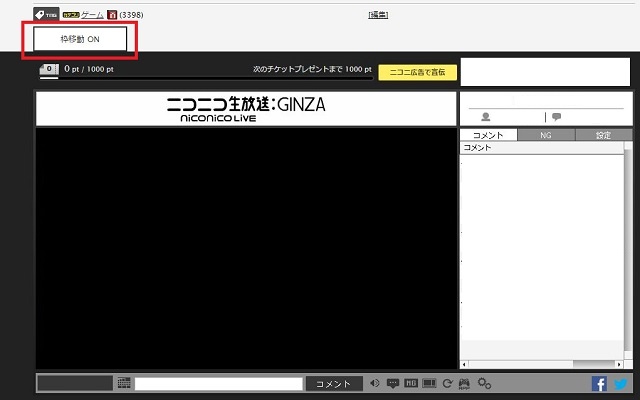 TAG カテゴリ ゲーム (3398) [編集]
枠移動 ON
0 0 pt / 1000 pt 次のチケットプレゼントまで 1000 pt ニコニ広告で宣伝
ニコニコ生放送:GINZA
niconico LIVE
コメント NG 設定
コメント
コメント NG